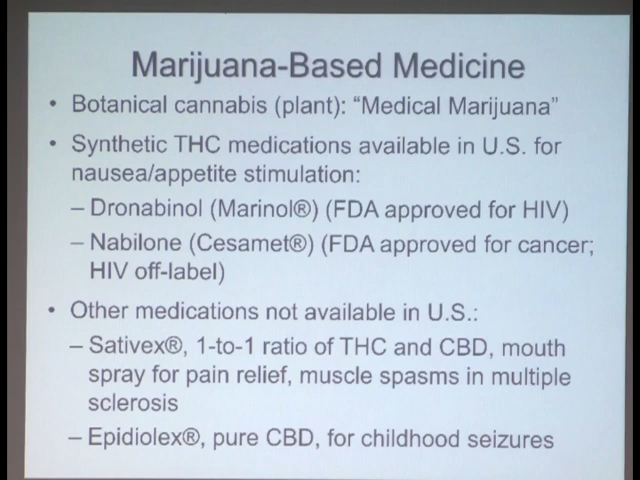 Marijuana-Based Medicine
• Botanical cannabis (plant): “Medical Marijuana”
• Synthetic THC medications available in U.S. for
nausea/appetite stimulation:
– Dronabinol (Marinol®) (FDA approved for HIV)
– Nabilone (Cesamet®) (FDA approved for cancer;
HIV off-label)
• Other medications not available in U.S.:
– Sativex®, 1-to-1 ratio of THC and CBD, mouth
spray for pain relief, muscle spasms in multiple
sclerosis
– Epidiolex®, pure CBD, for childhood seizures